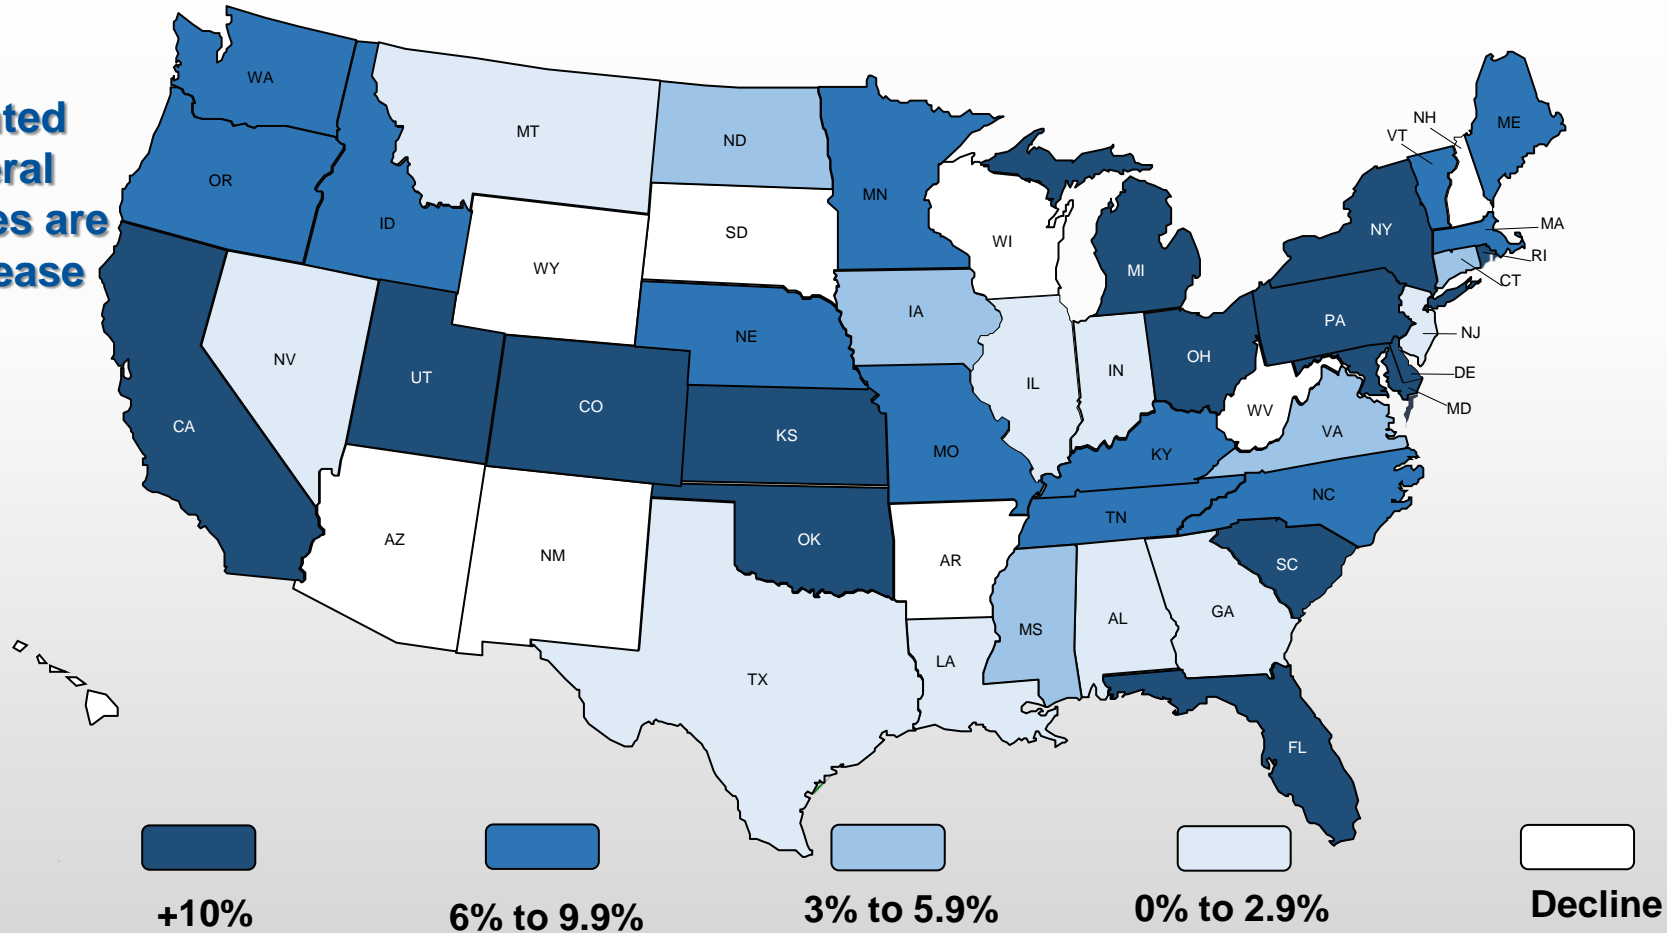 WA
OR
ID
MT
ND
MN
SD
WY
WI
MI
NE
IA
NV
UT
CO
CA
KS
MO
IL
IN
OH
PA
NY
VT
NH
ME
MA
RI
CT
NJ
DE
MD
WV
VA
KY
NC
TN
SC
AZ
NM
OK
AR
MS
AL
GA
LA
TX
FL
ease
es are
eral
ted
+10%
6% to 9.9%
3% to 5.9%
0% to 2.9%
Decline